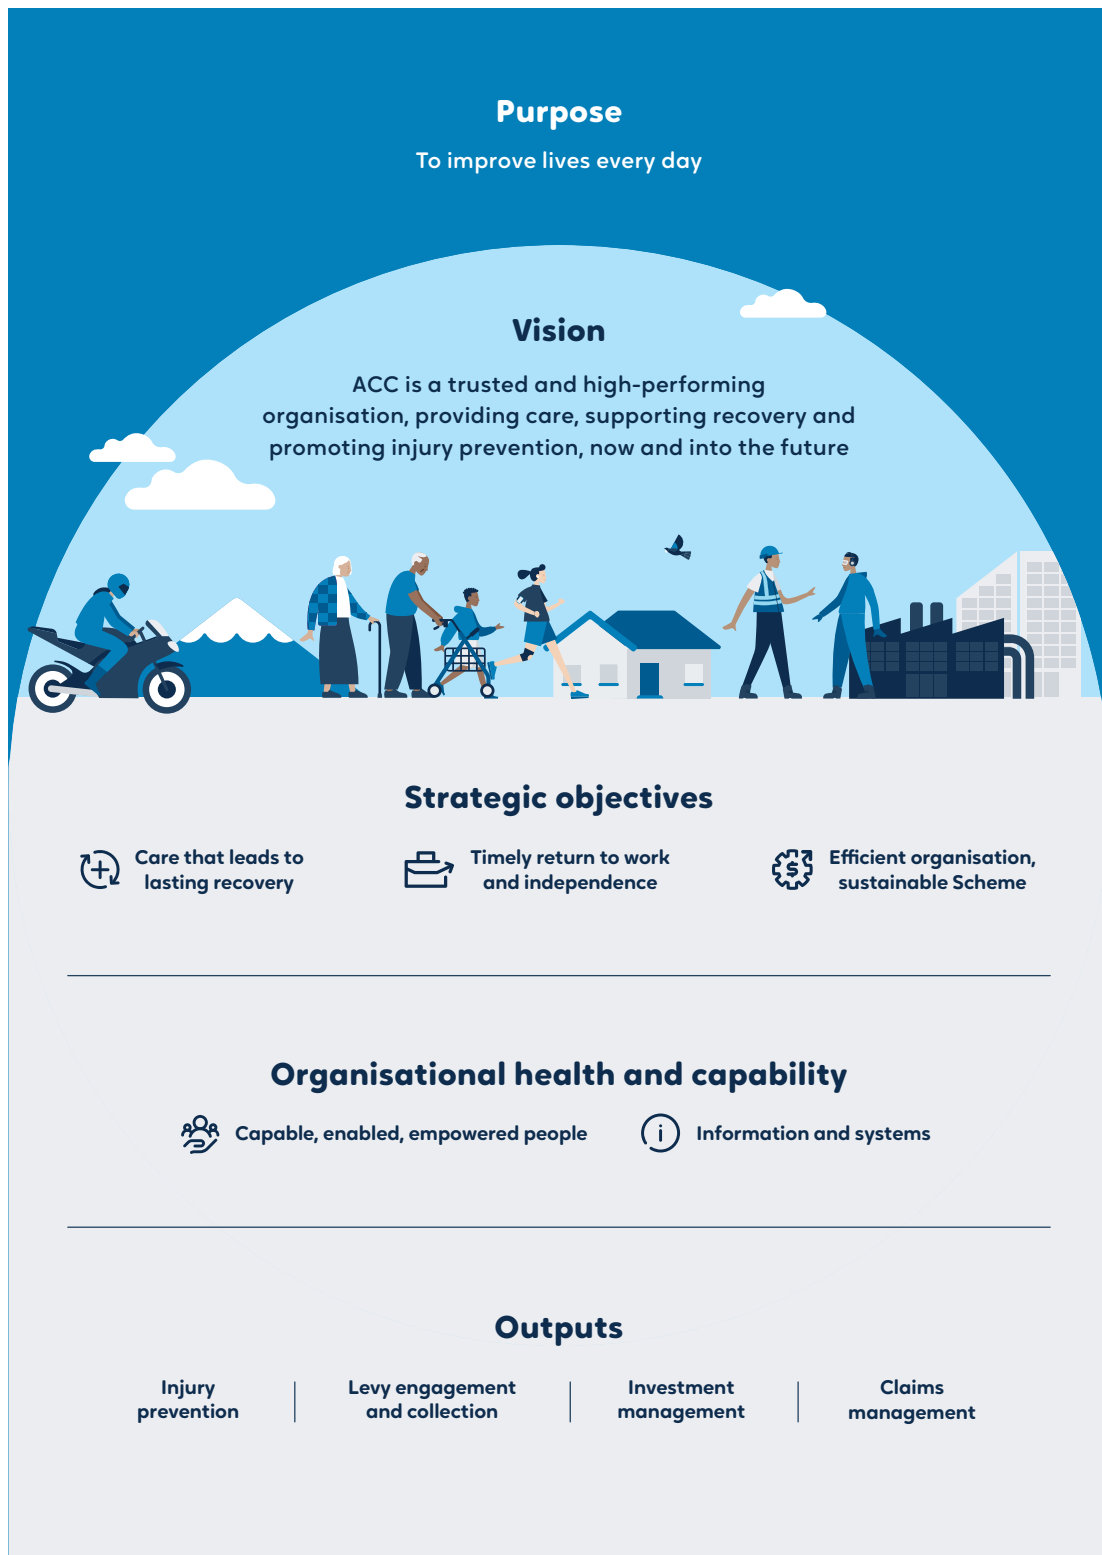 Purpose
To improve lives every day
Vision
ACC is a trusted and high-performing
organisation, providing care, supporting recovery and
promoting injury prevention, now and into the future
Strategic objectives
Care that leads to
lasting recovery
Timely return to work
and independence
Efficient organisation,
sustainable Scheme
Organisational health and capability
Capable, enabled, empowered people
Information and systems
Outputs
Injury
prevention
Levy engagement
and collection
Investment
management
Claims
management